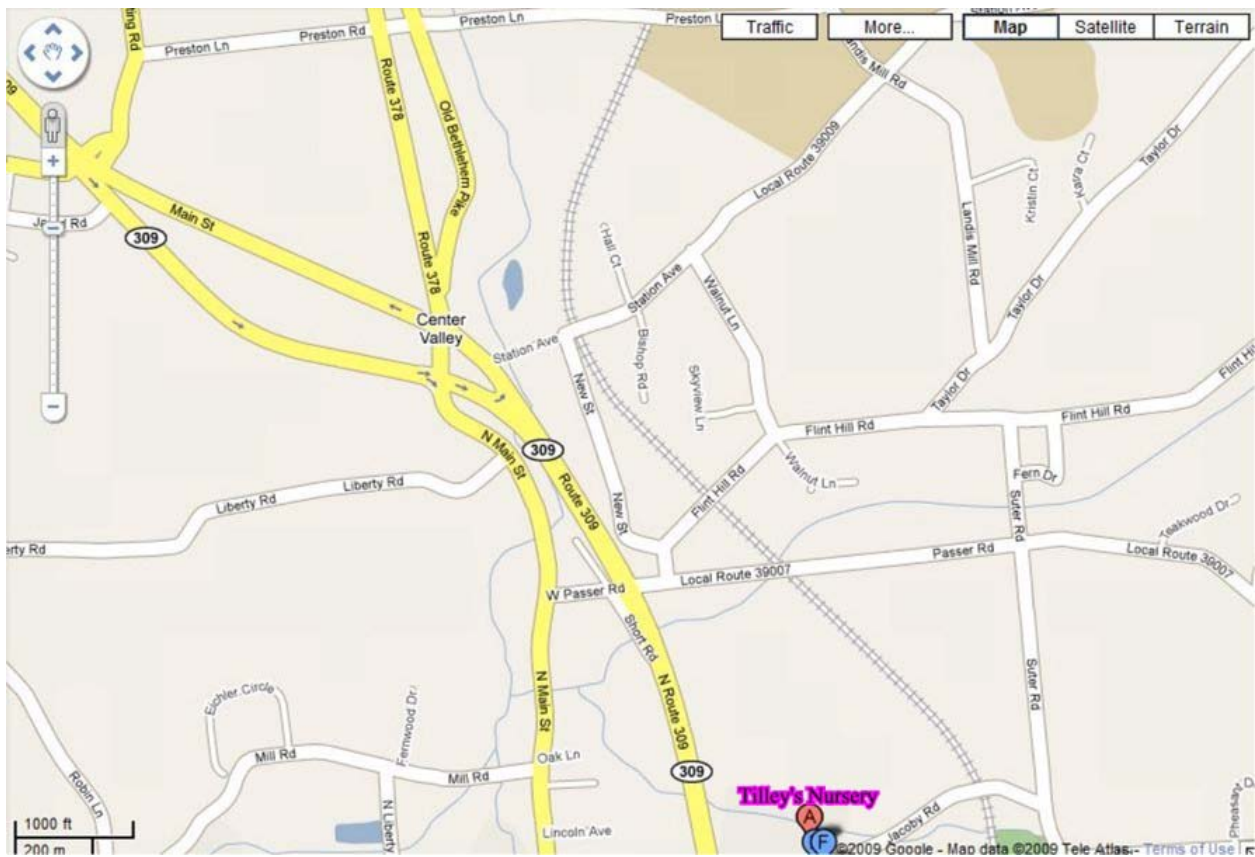 Preston Ln
Preston Rd
Preston Ln
Station Ave
Traffic
More...
Map
Satellite
Terrain
ting Rd
309
Route 378
Old Bethlehem Pike
Landis Mill Rd
Local Route 39009
Taylor Dr
Kristin Ct
Katra Ct
Main St
309
Route 378
Hall Ct
Station Ave
Walnut Ln
Landis Mill Rd
Taylor Dr
Center
Valley
Station Ave
Bishop Rd
New St
Skyview Ln
Taylor Dr
Flint Hill Rd
Flint Hill Rd
N Main St
309
Walnut Ln
Flint Hill Rd
Fern Dr
Liberty Rd
Liberty Rd
Route 309
New St
Suter Rd
Teakwood Dr
erty Rd
Passer Rd
Local Route 39007
Local Route 39007
W Passer Rd
Short Rd
N Route 309
Suter Rd
N Main St
Eichler Circle
Fernwood Dr
Mill Rd
Mill Rd
Oak Ln
309
Robin Ln
N Liberty
Tilley's Nursery
A
F
Jacoby Rd
Pheasant D
Lincoln Ave
1000 ft
200 m
©2009 Google - Map data ©2009 Tele Atlas - Terms of Use